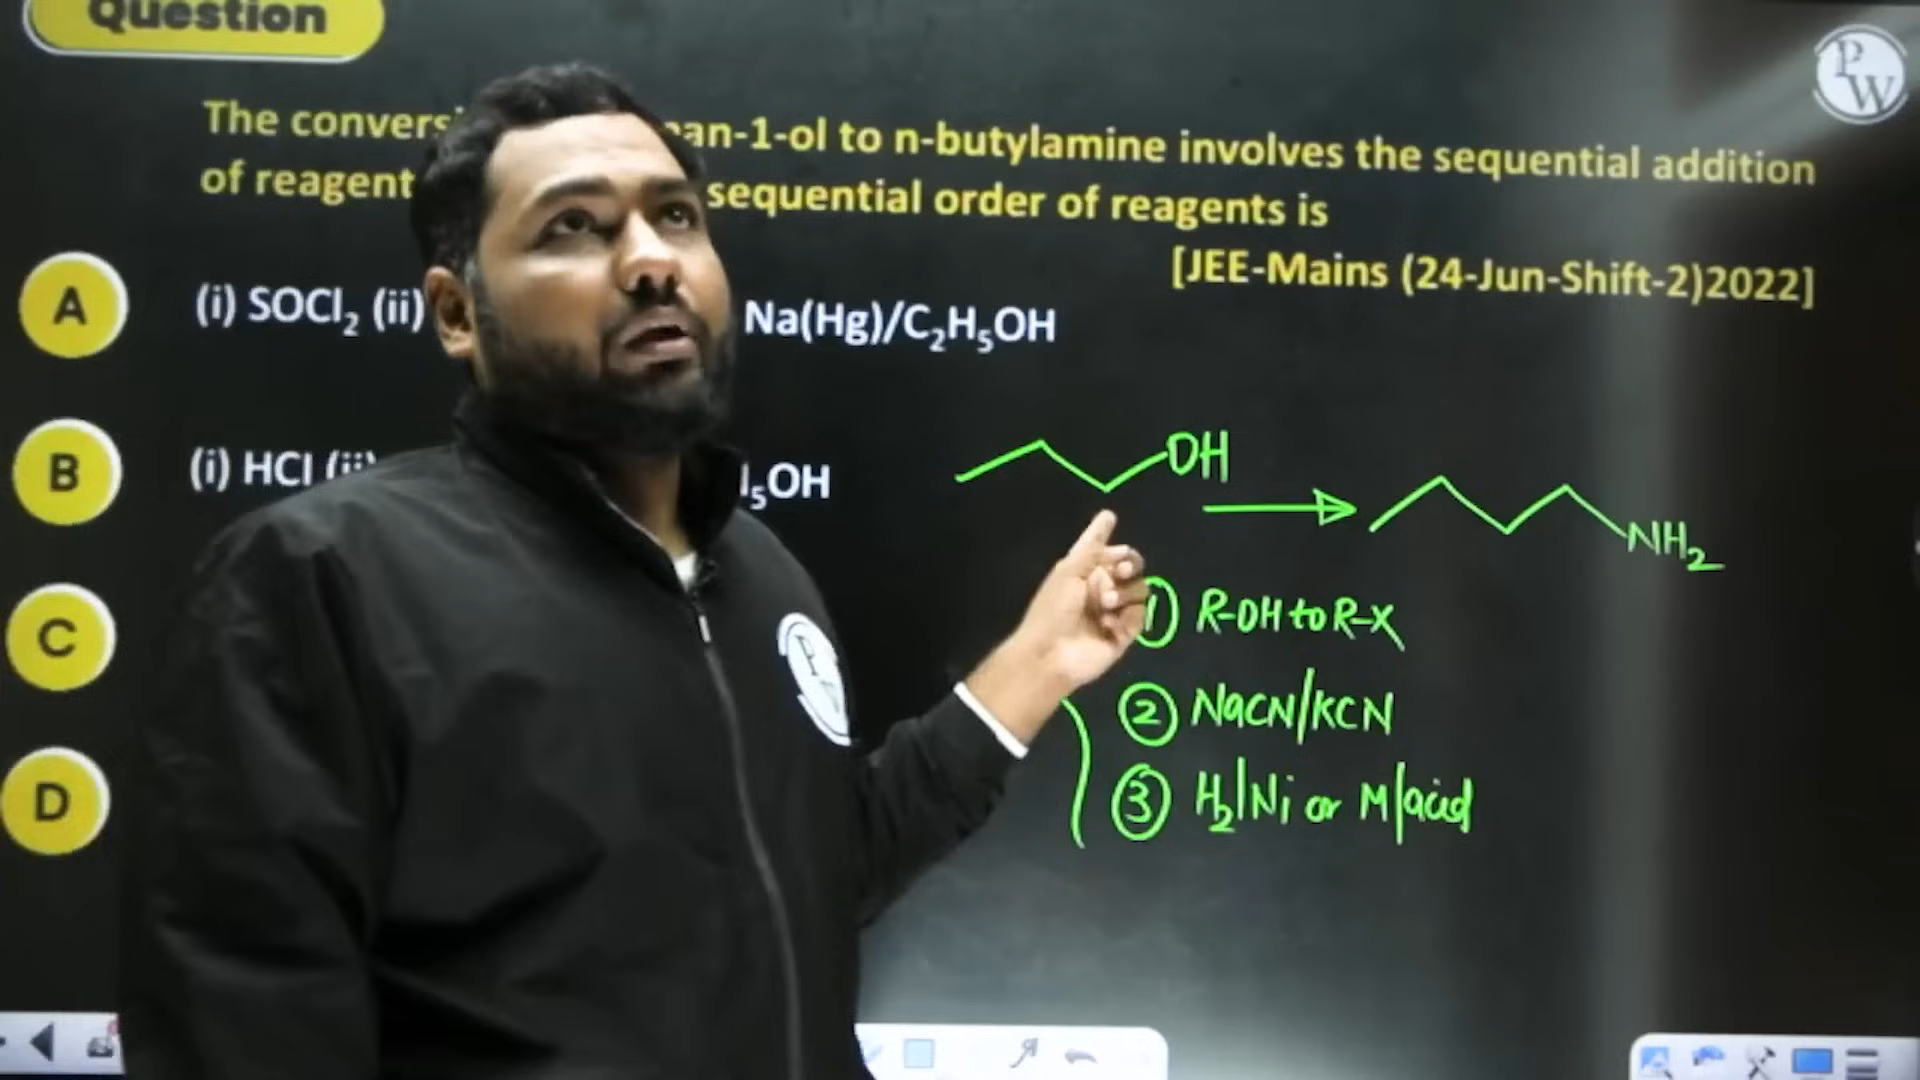 Question
The an-1-ol to n-butylamine involves the sequential addition
of reagent sequential order of reagents is
[JEE-Mains (24-Jun-Shift-2)2022]
A (i) SOCl₂ (ii) Na(Hg)/C₂H₅OH
B (i) HCl (ii) ₅OH
C
D
OH
NH₂
① R-OH to R-X
② NaCN/KCN
③ H₂/Ni or M/acid
PW